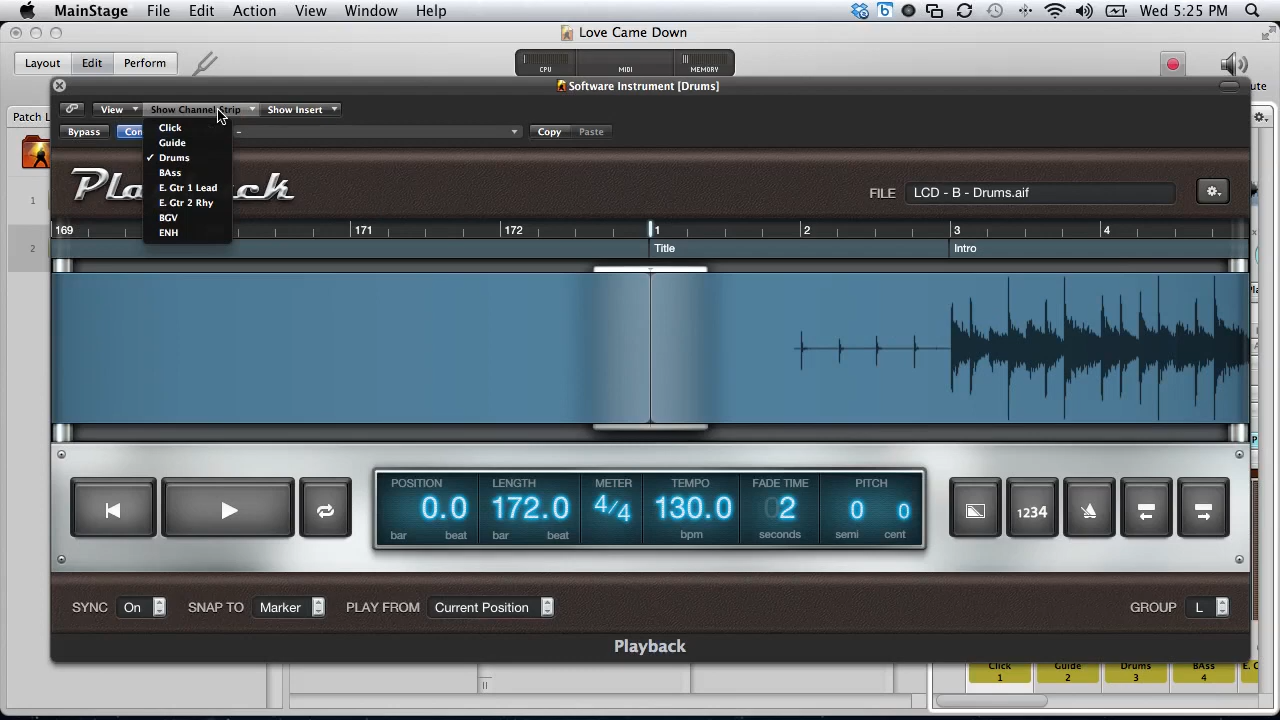 MainStage File Edit Action View Window Help Wed 5:25 PM
Love Came Down
Layout Edit Perform CPU MIDI MEMORY
Software Instrument [Drums]
View Show Channel Strip Show Insert
Patch L
Bypass Con – Copy Paste
Click
Guide
Drums
BAss
E. Gtr 1 Lead
E. Gtr 2 Rhy
BGV
ENH
FILE LCD - B - Drums.aif
169 171 172 1 2 3 4
Title Intro
1
2
POSITION LENGTH METER TEMPO FADE TIME PITCH
0.0 172.0 4/4 130.0 2 0 0
bar beat bar beat bpm seconds semi cent
1234
SYNC On SNAP TO Marker PLAY FROM Current Position GROUP L
Playback
Click Guide Drums BAss
1 2 3 4